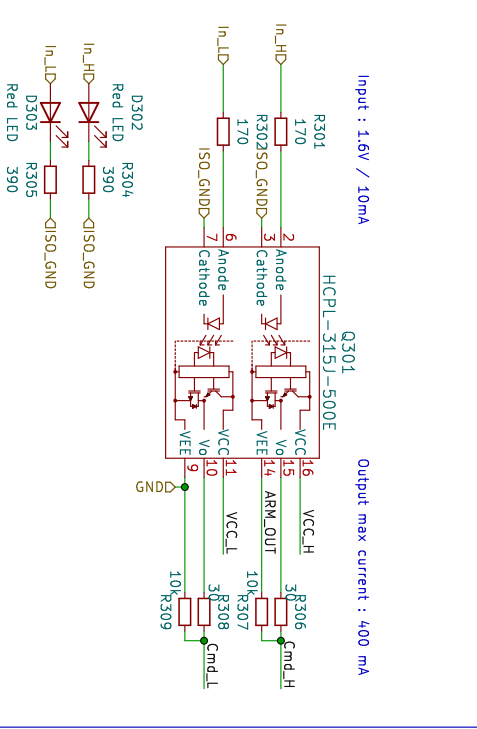 Input : 1.6V / 10mA
Output max current : 400 mA
Q301
HCPL-315J-500E
In_H
R301
170
In_L
R302
170
ISO_GND
ISO_GND
2
3
6
7
Anode
Cathode
Anode
Cathode
VCC
Vo
VEE
VCC
Vo
VEE
16
15
14
11
10
9
VCC_H
ARM_OUT
VCC_L
GND
R306
30
R307
10k
R308
30
R309
10k
Cmd_H
Cmd_L
In_H
D302
Red LED
R304
390
ISO_GND
In_L
D303
Red LED
R305
390
ISO_GND